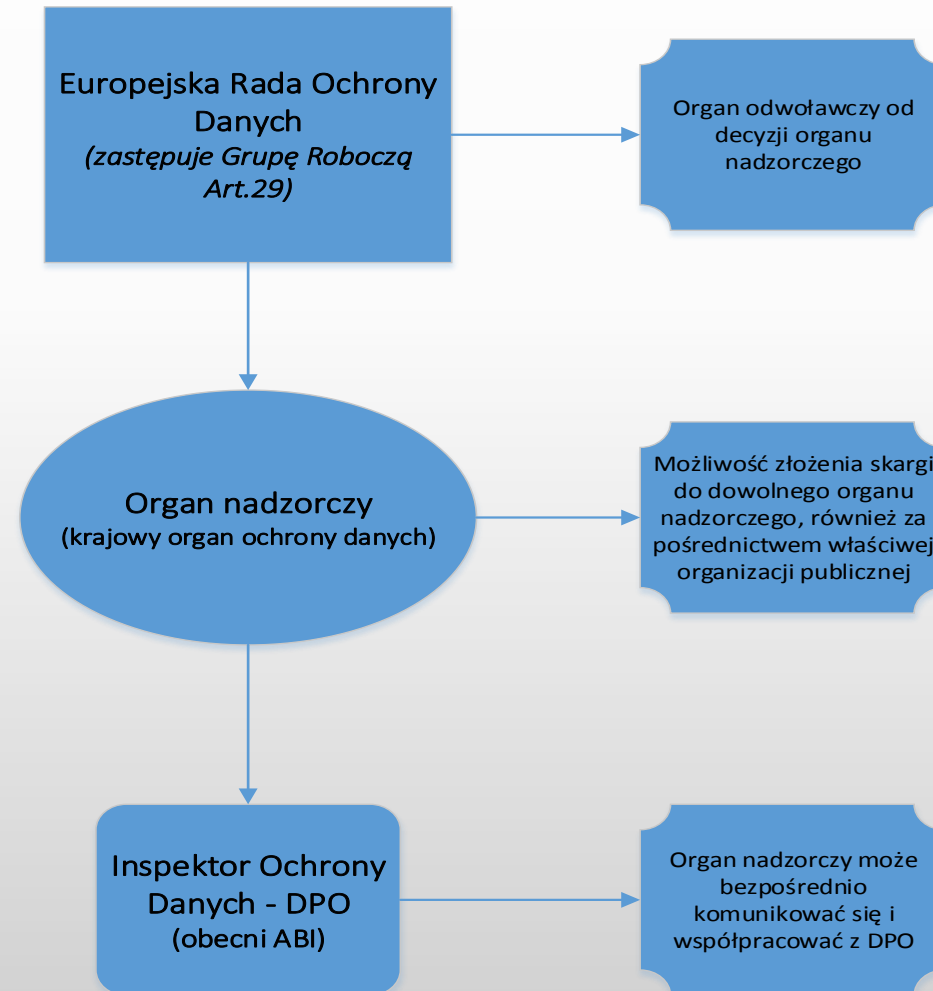 Europejska Rada Ochrony
Danych
(zastępuje Grupę Roboczą
Art.29)
Organ odwoławczy od
decyzji organu
nadzorczego
Organ nadzorczy
(krajowy organ ochrony danych)
Możliwość złożenia skargi
do dowolnego organu
nadzorczego, również za
pośrednictwem właściwej
organizacji publicznej
Inspektor Ochrony
Danych - DPO
(obecni ABI)
Organ nadzorczy może
bezpośrednio
komunikować się i
współpracować z DPO